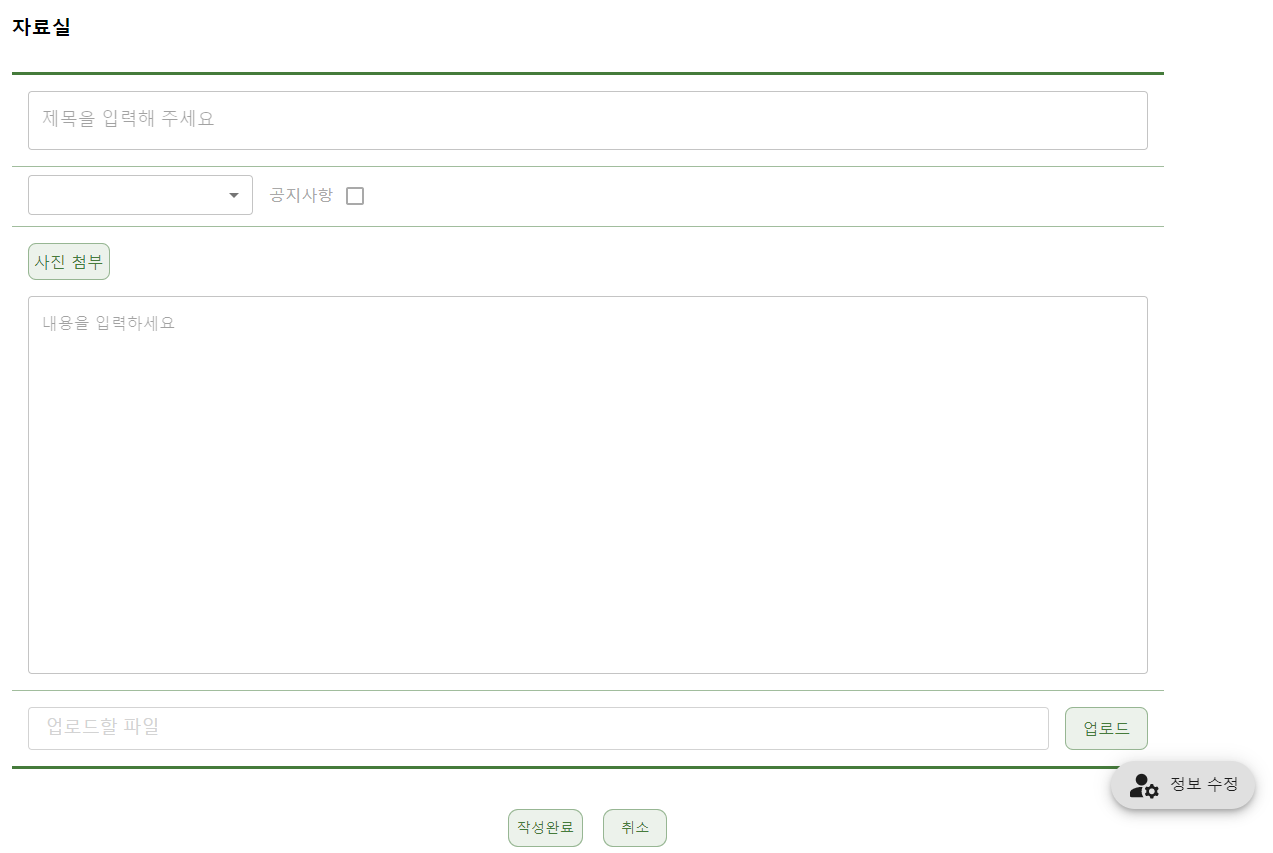 자료실
제목을 입력해 주세요
공지사항
사진 첨부
내용을 입력하세요
업로드할 파일
업로드
정보 수정
작성완료
취소